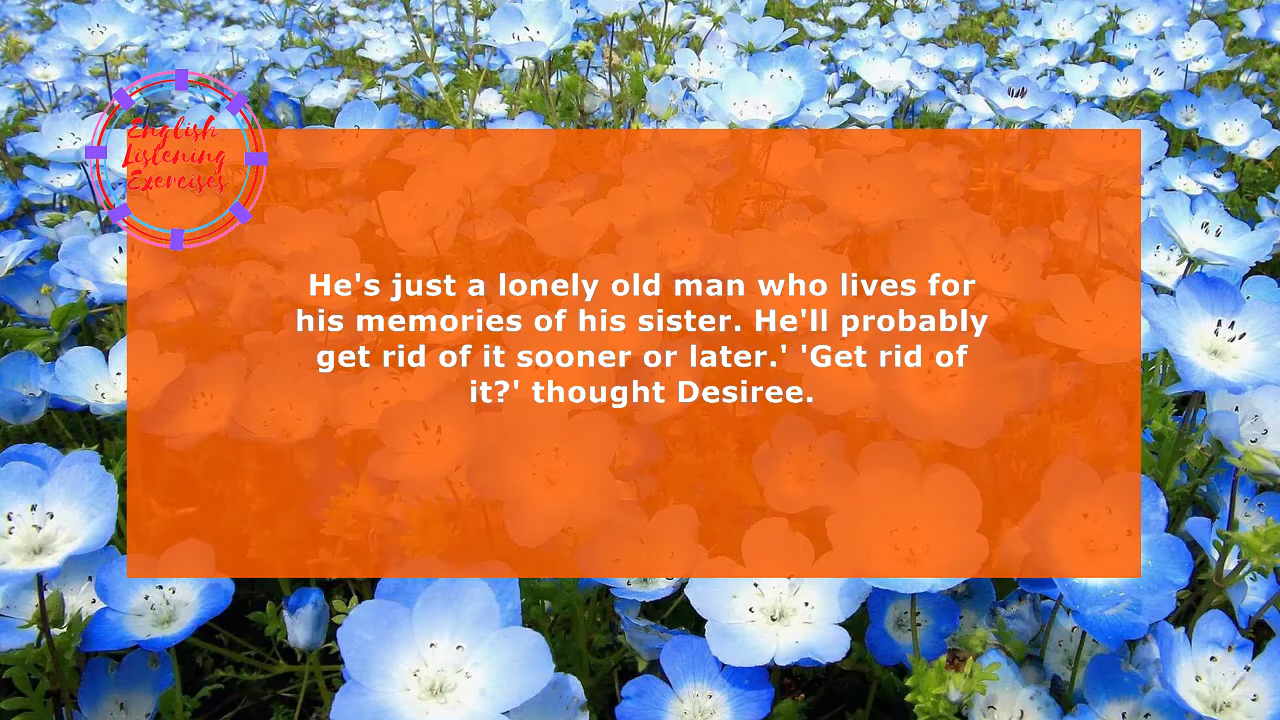 English
Listening
Exercises
He's just a lonely old man who lives for
his memories of his sister. He'll probably
get rid of it sooner or later.' 'Get rid of
it?' thought Desiree.